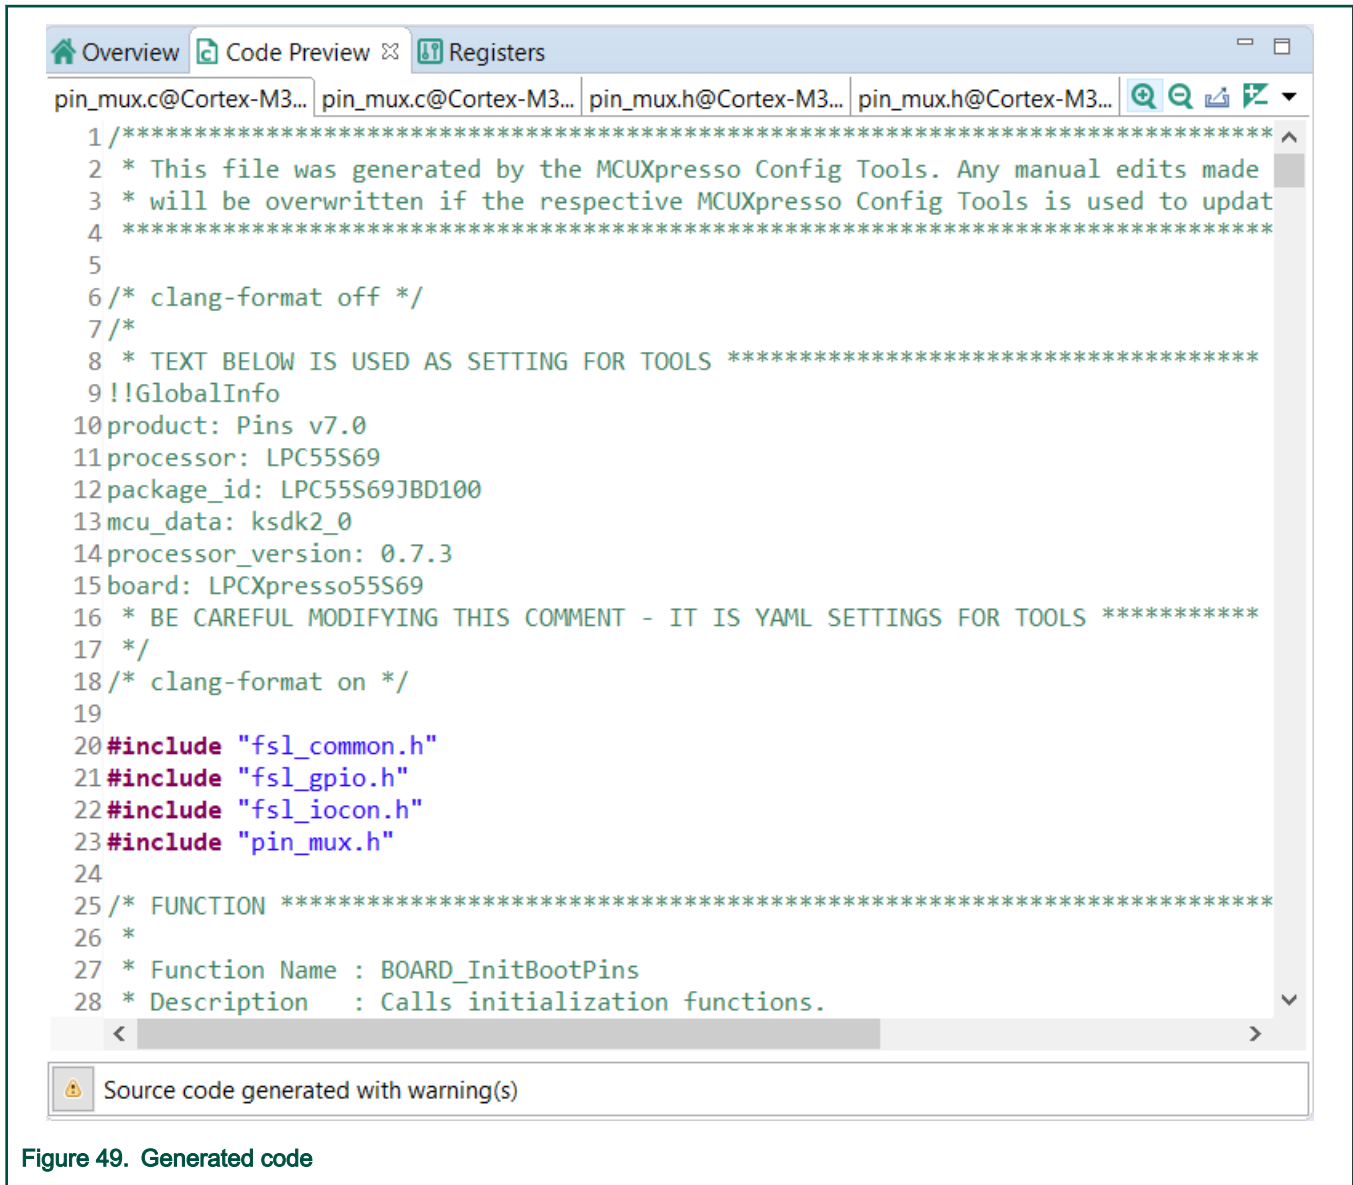 Overview Code Preview Registers
pin_mux.c@Cortex-M3... pin_mux.c@Cortex-M3... pin_mux.h@Cortex-M3... pin_mux.h@Cortex-M3...
1 /********************************************************************************
2  * This file was generated by the MCUXpresso Config Tools. Any manual edits made
3  * will be overwritten if the respective MCUXpresso Config Tools is used to updat
4  ********************************************************************************
5
6 /* clang-format off */
7 /*
8  * TEXT BELOW IS USED AS SETTING FOR TOOLS *************************************
9 !!GlobalInfo
10 product: Pins v7.0
11 processor: LPC55S69
12 package_id: LPC55S69JBD100
13 mcu_data: ksdk2_0
14 processor_version: 0.7.3
15 board: LPCXpresso55S69
16  * BE CAREFUL MODIFYING THIS COMMENT - IT IS YAML SETTINGS FOR TOOLS ***********
17  */
18 /* clang-format on */
19
20 #include "fsl_common.h"
21 #include "fsl_gpio.h"
22 #include "fsl_iocon.h"
23 #include "pin_mux.h"
24
25 /* FUNCTION *********************************************************************
26  *
27  * Function Name : BOARD_InitBootPins
28  * Description   : Calls initialization functions.
Source code generated with warning(s)
Figure 49. Generated code